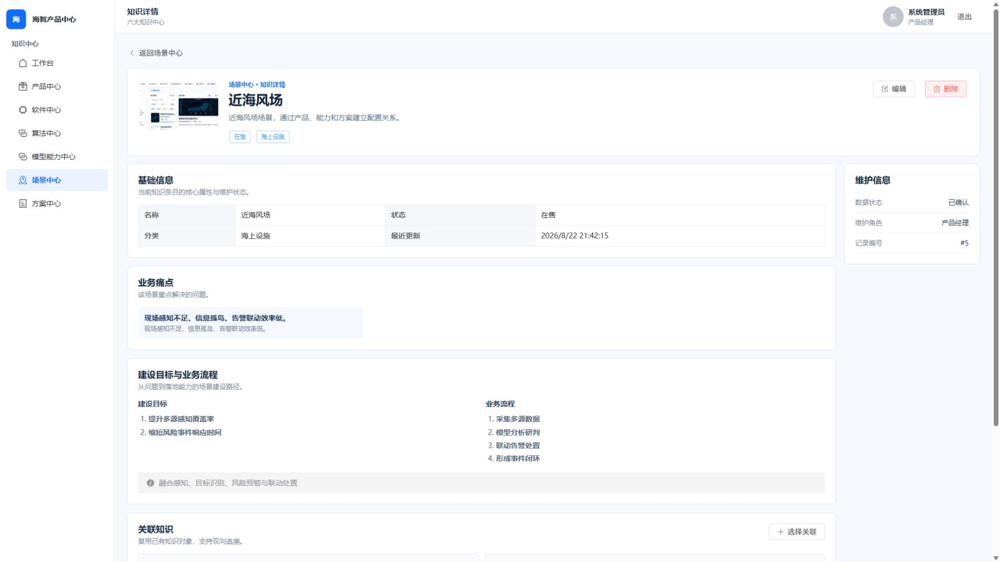 海
海智产品中心
知识中心
工作台
产品中心
软件中心
算法中心
模型能力中心
场景中心
方案中心
知识详情
六大知识中心
系
系统管理员
产品经理
退出
返回场景中心
场景中心 • 知识详情
近海风场
近海风场场景，通过产品、能力和方案建立配置关系。
在售
海上设施
编辑
删除
基础信息
当前知识条目的核心属性与维护状态。
名称 近海风场 状态 在售
分类 海上设施 最近更新 2026/8/22 21:42:15
维护信息
数据状态 已确认
维护角色 产品经理
记录编号 #5
业务痛点
该场景重点解决的问题。
现场感知不足、信息孤岛、告警联动效率低。
现场感知不足、信息孤岛、告警联动效率低。
建设目标与业务流程
从问题到落地能力的场景建设路径。
建设目标
1. 提升多源感知覆盖率
2. 缩短风险事件响应时间
业务流程
1. 采集多源数据
2. 模型分析研判
3. 联动告警处置
4. 形成事件闭环
融合感知、目标识别、风险预警与联动处置
关联知识
复用已有知识对象，支持双向追溯。
选择关联